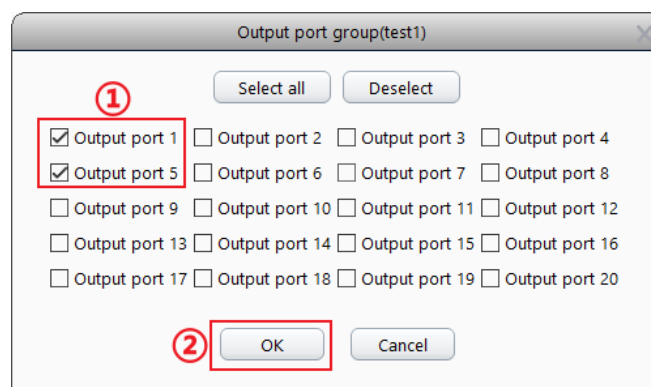 Output port group(test1)
Select all Deselect
①
Output port 1 Output port 2 Output port 3 Output port 4
Output port 5 Output port 6 Output port 7 Output port 8
Output port 9 Output port 10 Output port 11 Output port 12
Output port 13 Output port 14 Output port 15 Output port 16
Output port 17 Output port 18 Output port 19 Output port 20
② OK Cancel